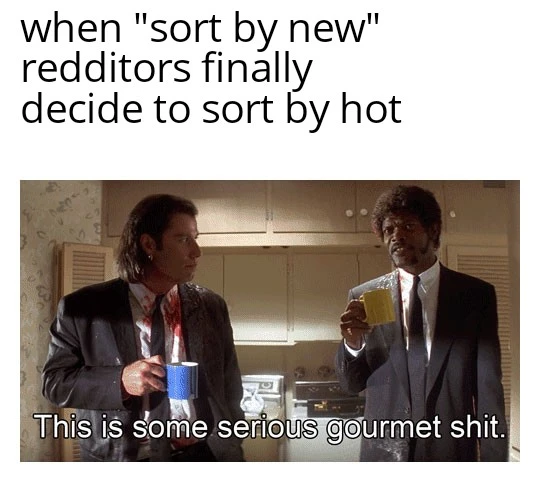 when "sort by new"
redditors finally
decide to sort by hot
This is some serious gourmet shit.